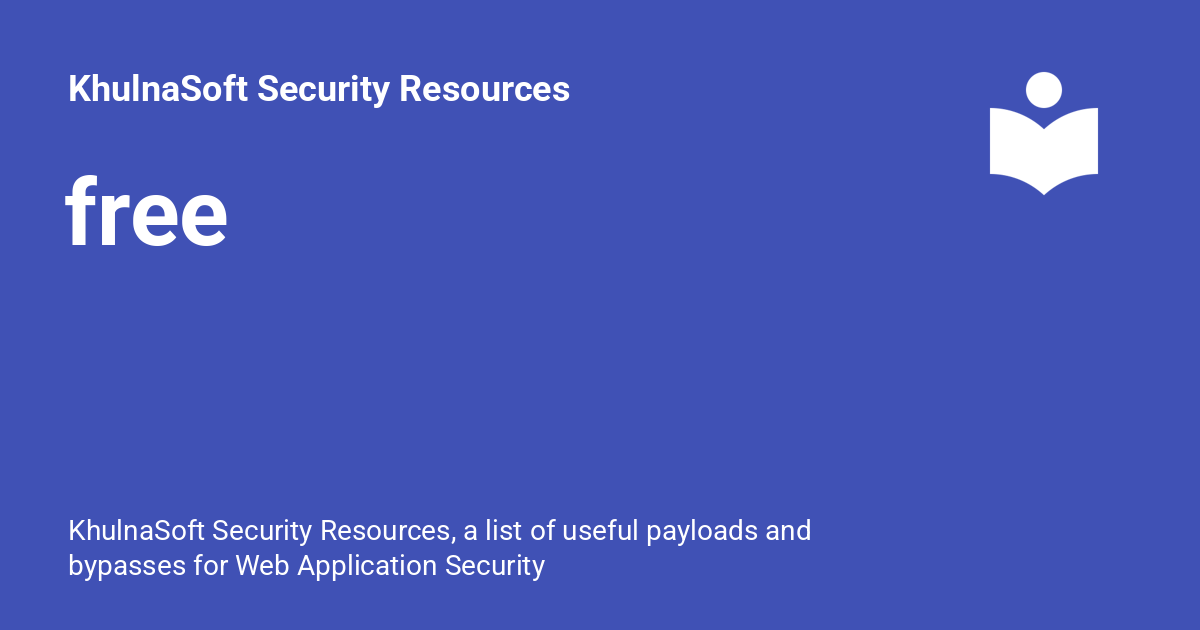 KhulnaSoft Security Resources
free
KhulnaSoft Security Resources, a list of useful payloads and
bypasses for Web Application Security